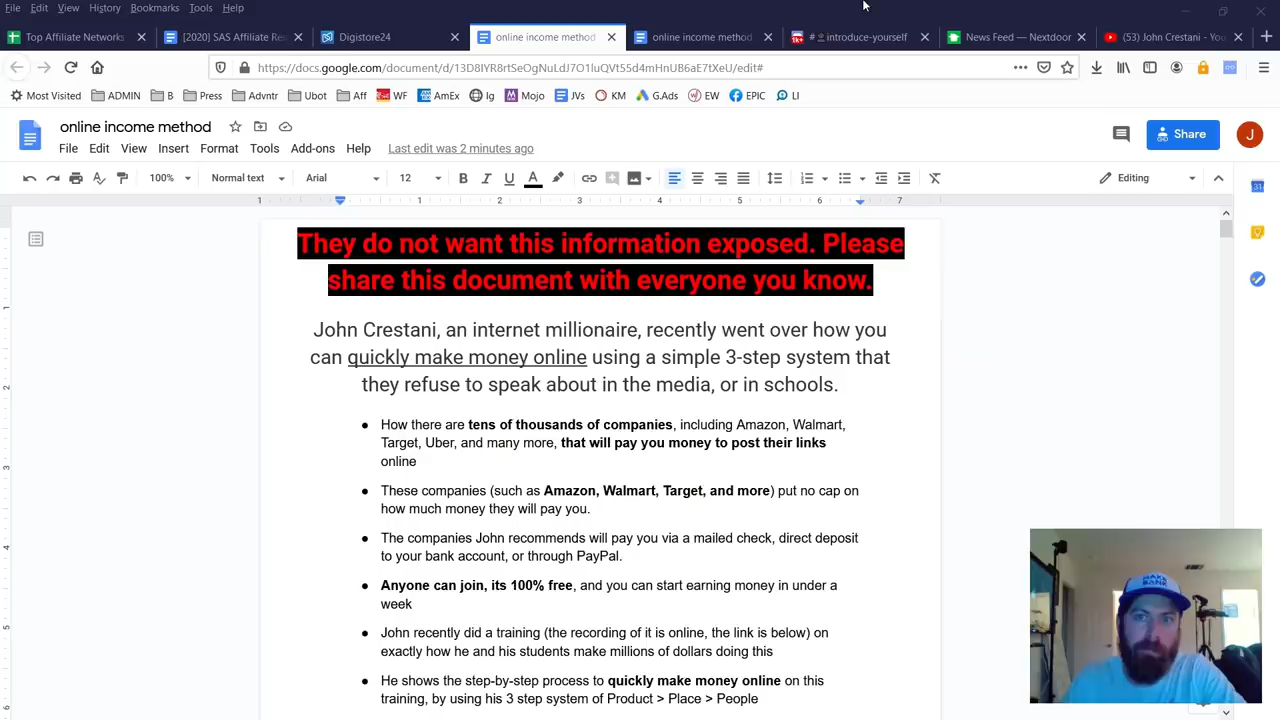 File Edit View History Bookmarks Tools Help
Top Affiliate Networks
[2020] SAS Affiliate Re
Digistore24
online income method
online income method
introduce-yourself
News Feed — Nextdoor
(53) John Crestani - You
https://docs.google.com/document/d/13D8IYR8rtSeOgNuLdJ7O1luQVt55d4mHnUB6aE7tXeU/edit#
Most Visited ADMIN B Press Advntr Ubot Aff WF AmEx Ig Mojo JVs KM G.Ads EW EPIC LI
online income method
File Edit View Insert Format Tools Add-ons Help Last edit was 2 minutes ago
Share
J
100% Normal text Arial 12 B I U A Editing
1 1 2 3 4 5 6 7
They do not want this information exposed. Please
share this document with everyone you know.
John Crestani, an internet millionaire, recently went over how you
can quickly make money online using a simple 3-step system that
they refuse to speak about in the media, or in schools.
● How there are tens of thousands of companies, including Amazon, Walmart,
Target, Uber, and many more, that will pay you money to post their links
online
● These companies (such as Amazon, Walmart, Target, and more) put no cap on
how much money they will pay you.
● The companies John recommends will pay you via a mailed check, direct deposit
to your bank account, or through PayPal.
● Anyone can join, its 100% free, and you can start earning money in under a
week
● John recently did a training (the recording of it is online, the link is below) on
exactly how he and his students make millions of dollars doing this
● He shows the step-by-step process to quickly make money online on this
training, by using his 3 step system of Product > Place > People
MAKE
BANK